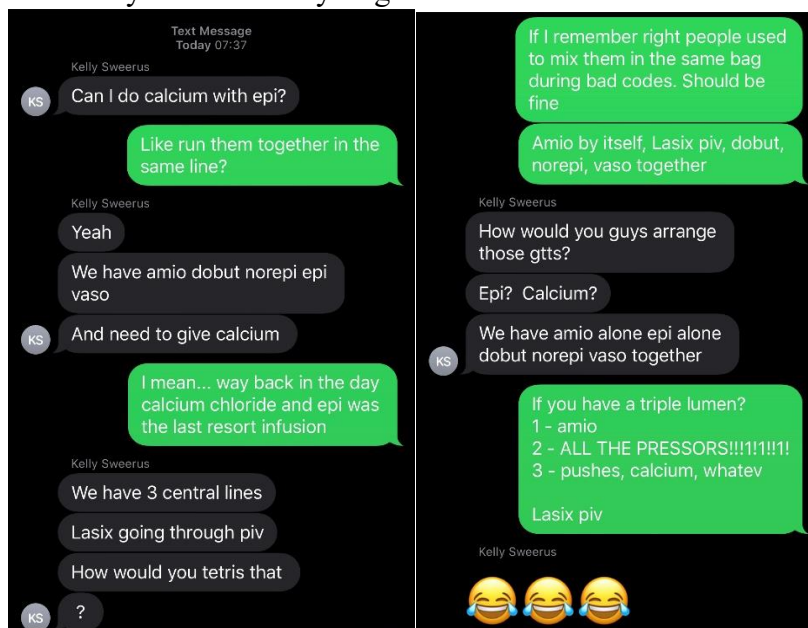 Text Message
Today 07:37
Kelly Sweerus
KS
Can I do calcium with epi?
Like run them together in the
same line?
Kelly Sweerus
Yeah
We have amio dobut norepi epi
vaso
KS
And need to give calcium
I mean... way back in the day
calcium chloride and epi was
the last resort infusion
Kelly Sweerus
We have 3 central lines
Lasix going through piv
How would you tetris that
KS
?
If I remember right people used
to mix them in the same bag
during bad codes. Should be
fine
Amio by itself, Lasix piv, dobut,
norepi, vaso together
Kelly Sweerus
How would you guys arrange
those gtts?
Epi? Calcium?
KS
We have amio alone epi alone
dobut norepi vaso together
If you have a triple lumen?
1 - amio
2 - ALL THE PRESSORS!!!1!1!!1!
3 - pushes, calcium, whatev
Lasix piv
Kelly Sweerus